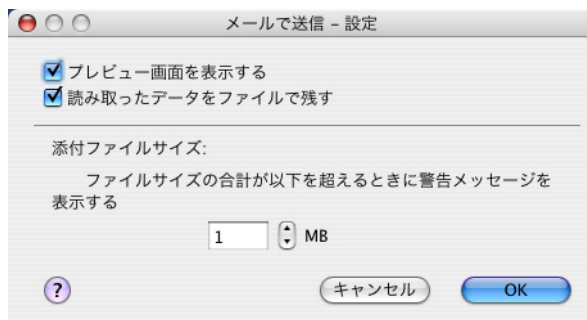 メールで送信 – 設定
プレビュー画面を表示する
読み取ったデータをファイルで残す
添付ファイルサイズ:
ファイルサイズの合計が以下を超えるときに警告メッセージを
表示する
1 MB
? キャンセル OK